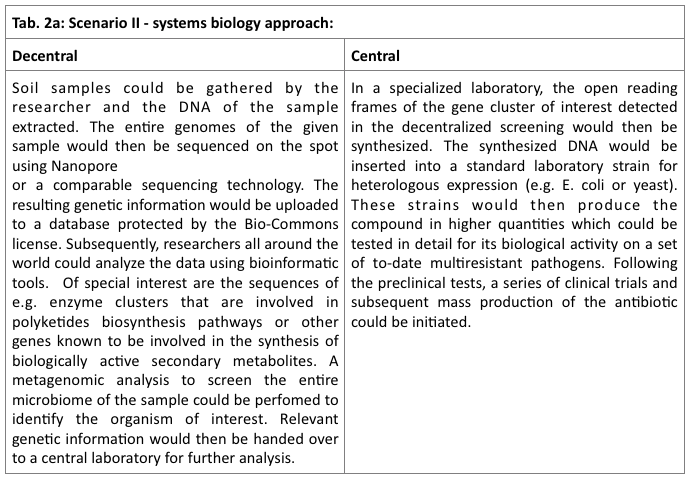 Tab. 2a: Scenario II - systems biology approach:
Decentral
Soil samples could be gathered by the
researcher and the DNA of the sample
extracted. The entire genomes of the given
sample would then be sequenced on the spot
using Nanopore
or a comparable sequencing technology. The
resulting genetic information would be uploaded
to a database protected by the Bio-Commons
license. Subsequently, researchers all around the
world could analyze the data using bioinformatic
tools. Of special interest are the sequences of
e.g. enzyme clusters that are involved in
polyketides biosynthesis pathways or other
genes known to be involved in the synthesis of
biologically active secondary metabolites. A
metagenomic analysis to screen the entire
microbiome of the sample could be perfomed to
identify the organism of interest. Relevant
genetic information would then be handed over
to a central laboratory for further analysis.
Central
In a specialized laboratory, the open reading
frames of the gene cluster of interest detected
in the decentralized screening would then be
synthesized. The synthesized DNA would be
inserted into a standard laboratory strain for
heterologous expression (e.g. E. coli or yeast).
These strains would then produce the
compound in higher quantities which could be
tested in detail for its biological activity on a set
of to-date multiresistant pathogens. Following
the preclinical tests, a series of clinical trials and
subsequent mass production of the antibiotic
could be initiated.